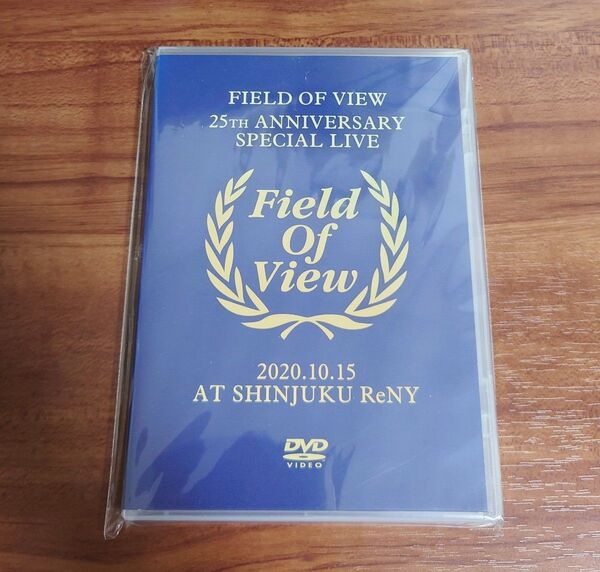 FIELD OF VIEW
25TH ANNIVERSARY
SPECIAL LIVE
Field
Of
View
2020.10.15
AT SHINJUKU ReNY
DVD
VIDEO